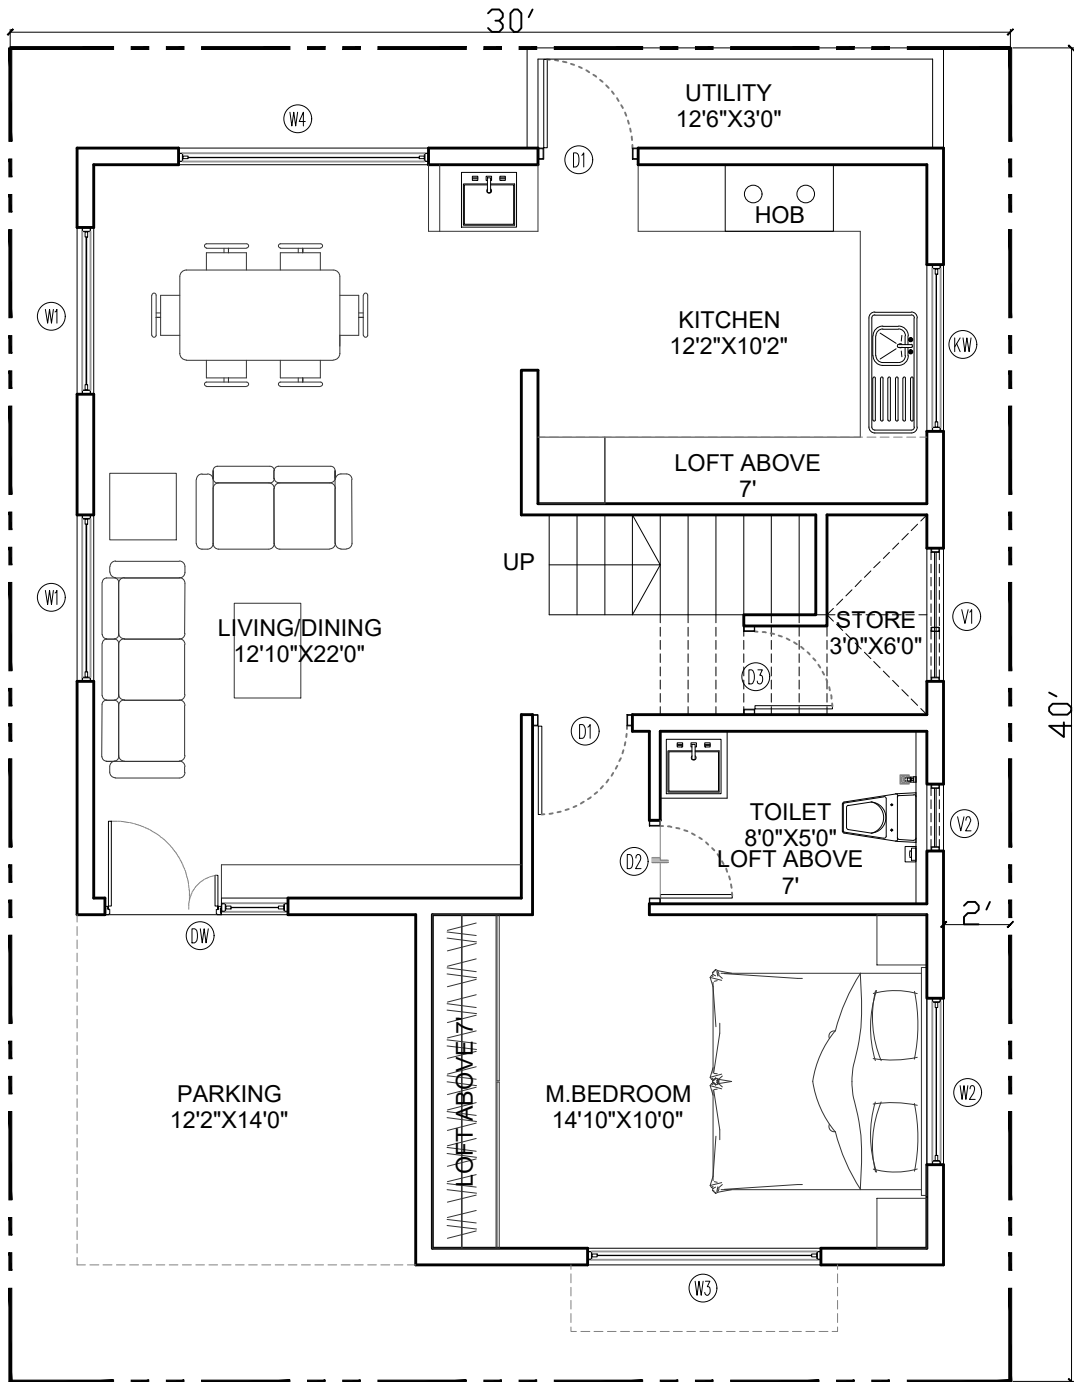 30'
UTILITY
12'6"X3'0"
W4
D1
HOB
W1
KITCHEN
12'2"X10'2"
KW
LOFT ABOVE
7'
UP
W1
LIVING/DINING
12'10"X22'0"
STORE
3'0"X6'0"
V1
D3
40'
D1
TOILET
8'0"X5'0"
LOFT ABOVE
7'
V2
D2
2'
DW
LOFT ABOVE 7'
PARKING
12'2"X14'0"
M.BEDROOM
14'10"X10'0"
W2
W3